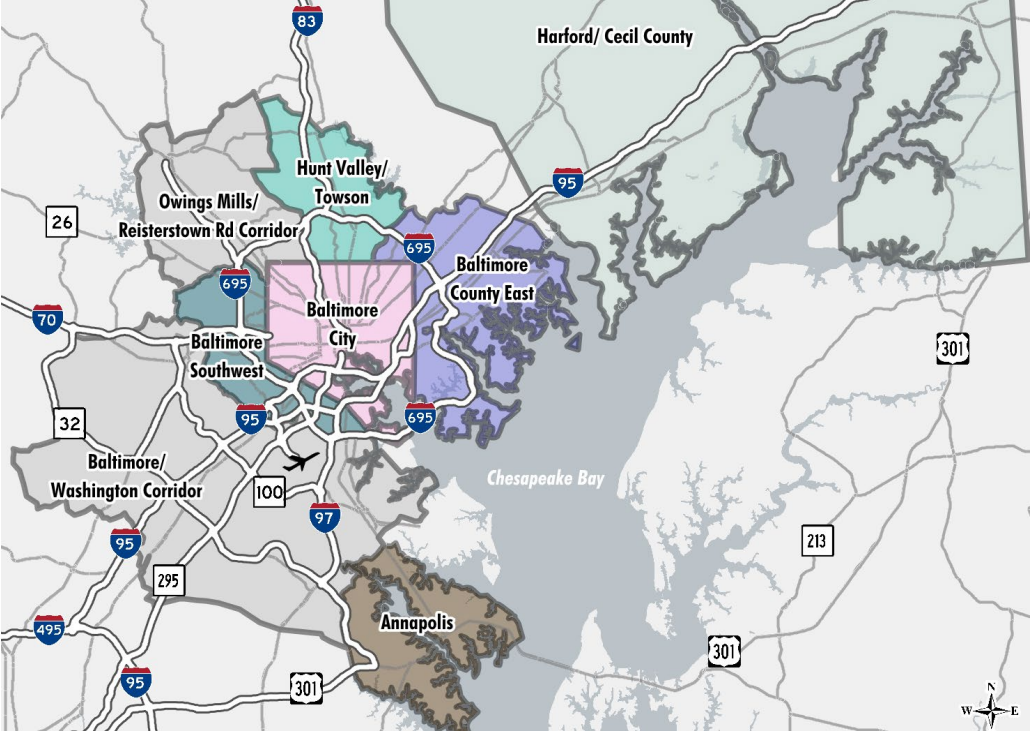 83
Harford/ Cecil County
Hunt Valley/
Towson
95
Owings Mills/
Reisterstown Rd Corridor
26
695
695
Baltimore
County East
70
Baltimore
City
Baltimore
Southwest
301
32
95
695
Baltimore/
Washington Corridor
100
Chesapeake Bay
97
95
213
295
Annapolis
495
301
95
301
N
W
E
S